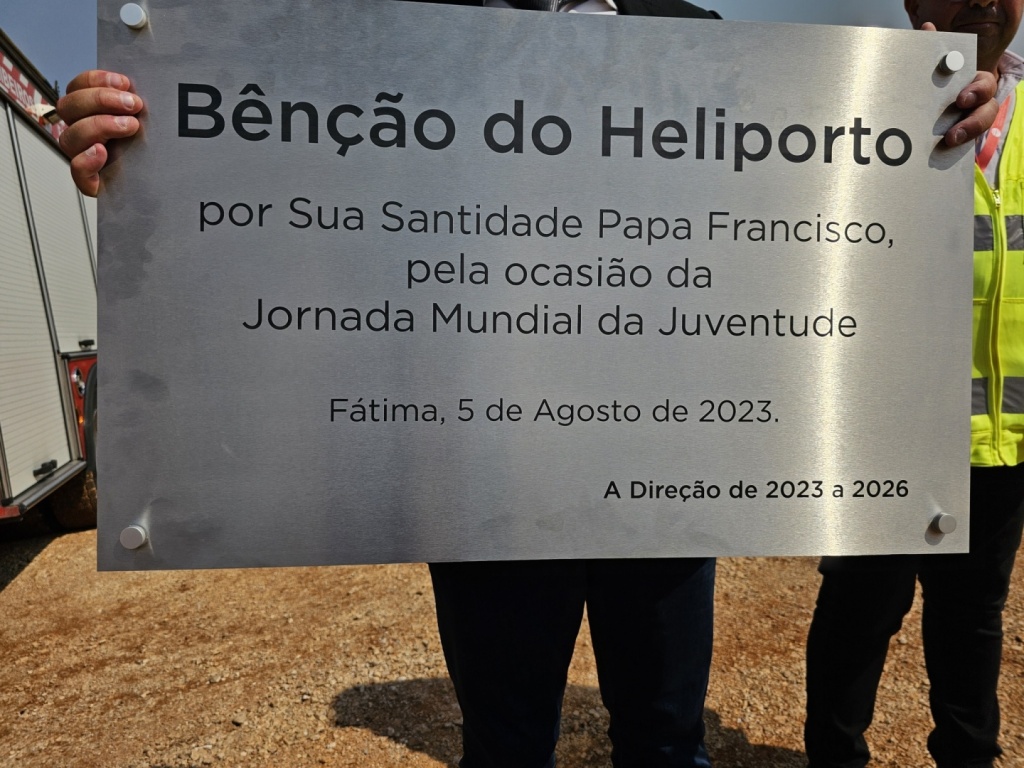 Bênção do Heliporto
por Sua Santidade Papa Francisco,
pela ocasião da
Jornada Mundial da Juventude
Fátima, 5 de Agosto de 2023.
A Direção de 2023 a 2026